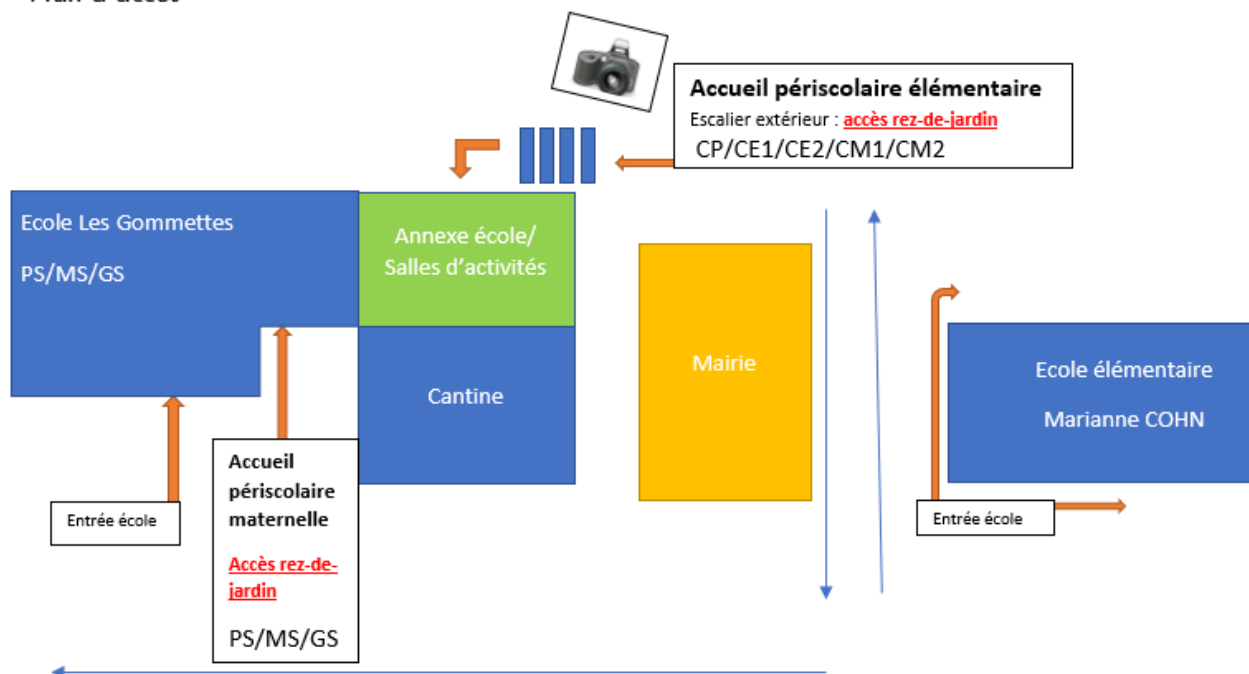 Accueil périscolaire élémentaire
Escalier extérieur : accès rez-de-jardin
CP/CE1/CE2/CM1/CM2
Ecole Les Gommettes
PS/MS/GS
Annexe école/
Salles d'activités
Mairie
Cantine
Ecole élémentaire
Marianne COHN
Accueil
périscolaire
maternelle
Accès rez-de-
jardin
PS/MS/GS
Entrée école
Entrée école